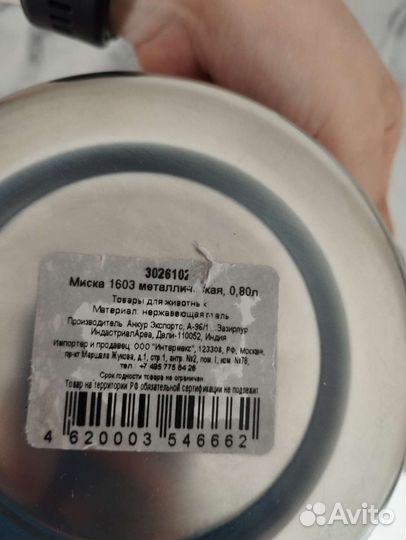 3026102
Миска 1603 металлическая, 0,80л
Товары для животных
Материал: нержавеющая сталь
Производитель: Анкур Экспортс, А-96/1 Вазирпур
ИндастриалАреа, Дели-110052, Индия
Импортер и продавец: ООО "Интермакс", 123308, РФ, Москва,
пр-кт Маршала Жукова, д.1, стр.1, антр. №2, пом. I, ком. №76,
тел.: +7 495 775 64 26
Срок годности товара не ограничен
Товар на территории РФ обязательной сертификации не подлежит
4 620003 546662
Avito